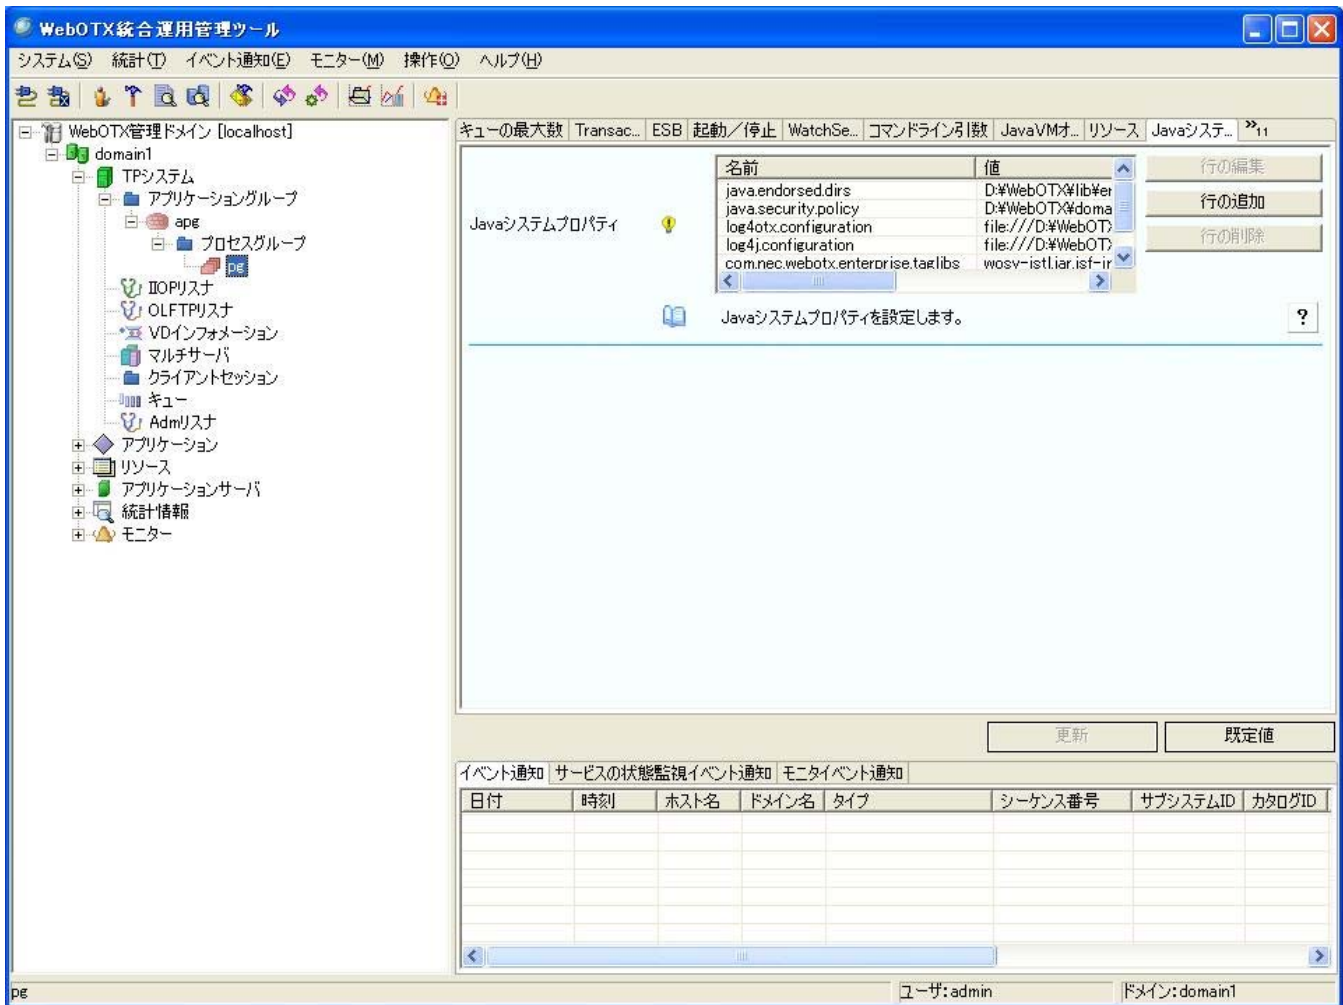 WebOTX統合運用管理ツール
システム(S) 統計(T) イベント通知(E) モニター(M) 操作(O) ヘルプ(H)
WebOTX管理ドメイン [localhost]
domain1
TPシステム
アプリケーショングループ
apg
プロセスグループ
pg
IIOPリスナ
OLFTPリスナ
VDインフォメーション
マルチサーバ
クライアントセッション
キュー
Admリスナ
アプリケーション
リソース
アプリケーションサーバ
統計情報
モニター
キューの最大数 Transac... ESB 起動／停止 WatchSe... コマンドライン引数 JavaVMオ... リソース Javaシステ... »11
Javaシステムプロパティ
名前 値
java.endorsed.dirs D:¥WebOTX¥lib¥er
java.security.policy D:¥WebOTX¥doma
log4otx.configuration file:///D:¥WebOT
log4j.configuration file:///D:¥WebOT
com.nec.webotx.enterprise.taglibs wosv-jstl.jar,jsf-ir
行の編集
行の追加
行の削除
Javaシステムプロパティを設定します。
?
更新 既定値
イベント通知 サービスの状態監視イベント通知 モニタイベント通知
日付 時刻 ホスト名 ドメイン名 タイプ シーケンス番号 サブシステムID カタログID
pg ユーザ:admin ドメイン:domain1